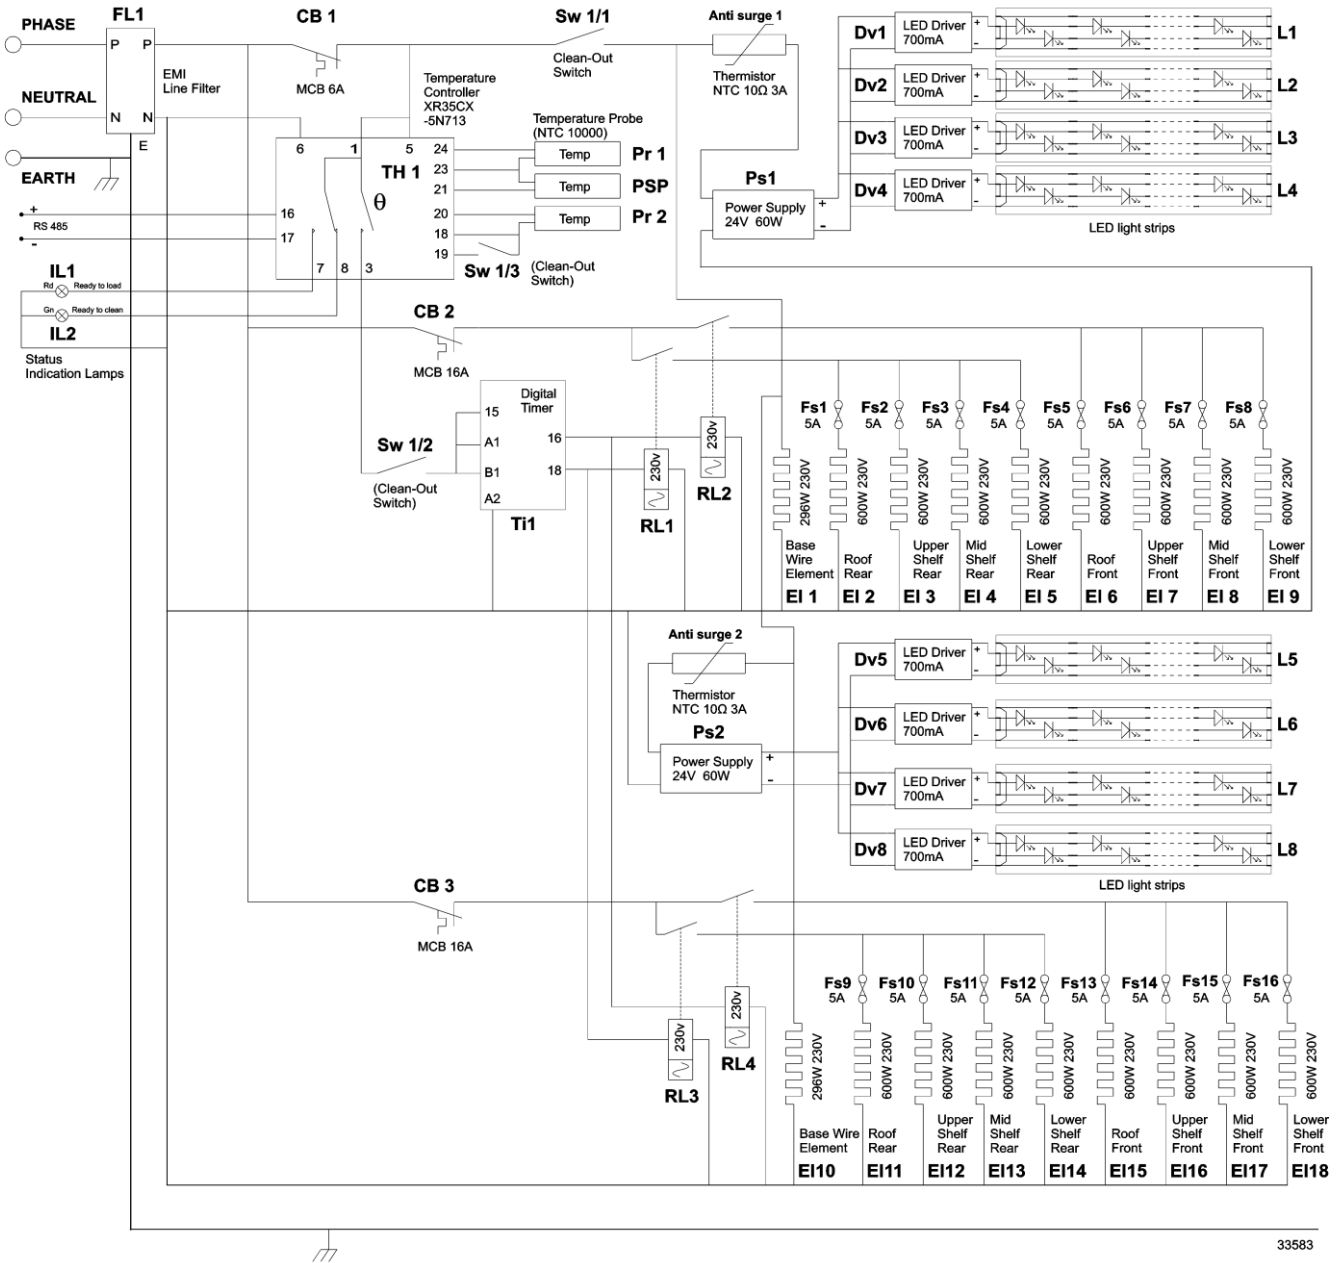 PHASE
FL1
P P
EMI
Line Filter
NEUTRAL
N N
E
EARTH
CB 1
MCB 6A
Sw 1/1
Clean-Out
Switch
Temperature
Controller
XR35CX
-5N713
Anti surge 1
Thermistor
NTC 10Ω 3A
Temperature Probe
(NTC 10000)
6 1 5 24
TH 1 23
21
θ
20
18
19
16
17
7 8 3
Temp Pr 1
Temp PSP
Temp Pr 2
Sw 1/3 (Clean-Out
Switch)
+
RS 485
-
IL1
Rd Ready to load
Gn Ready to clean
IL2
Status
Indication Lamps
Ps1
Power Supply
24V 60W
+
-
Dv1 LED Driver
700mA + - L1
Dv2 LED Driver
700mA + - L2
Dv3 LED Driver
700mA + - L3
Dv4 LED Driver
700mA + - L4
LED light strips
CB 2
MCB 16A
Digital
Timer
15
A1
B1
A2
16
18
Ti1
Sw 1/2
(Clean-Out
Switch)
230v
RL1
230v
RL2
Fs1
5A
Fs2
5A
Fs3
5A
Fs4
5A
Fs5
5A
Fs6
5A
Fs7
5A
Fs8
5A
296W 230V
600W 230V
600W 230V
600W 230V
600W 230V
600W 230V
600W 230V
600W 230V
600W 230V
Base
Wire
Element
El 1
Roof
Rear
El 2
Upper
Shelf
Rear
El 3
Mid
Shelf
Rear
El 4
Lower
Shelf
Rear
El 5
Roof
Front
El 6
Upper
Shelf
Front
El 7
Mid
Shelf
Front
El 8
Lower
Shelf
Front
El 9
Anti surge 2
Thermistor
NTC 10Ω 3A
Ps2
Power Supply
24V 60W
+
-
Dv5 LED Driver
700mA + - L5
Dv6 LED Driver
700mA + - L6
Dv7 LED Driver
700mA + - L7
Dv8 LED Driver
700mA + - L8
LED light strips
CB 3
MCB 16A
230v
RL3
230v
RL4
Fs9
5A
Fs10
5A
Fs11
5A
Fs12
5A
Fs13
5A
Fs14
5A
Fs15
5A
Fs16
5A
296W 230V
600W 230V
600W 230V
600W 230V
600W 230V
600W 230V
600W 230V
600W 230V
600W 230V
Base Wire
Element
El10
Roof
Rear
El11
Upper
Shelf
Rear
El12
Mid
Shelf
Rear
El13
Lower
Shelf
Rear
El14
Roof
Front
El15
Upper
Shelf
Front
El16
Mid
Shelf
Front
El17
Lower
Shelf
Front
El18
33583